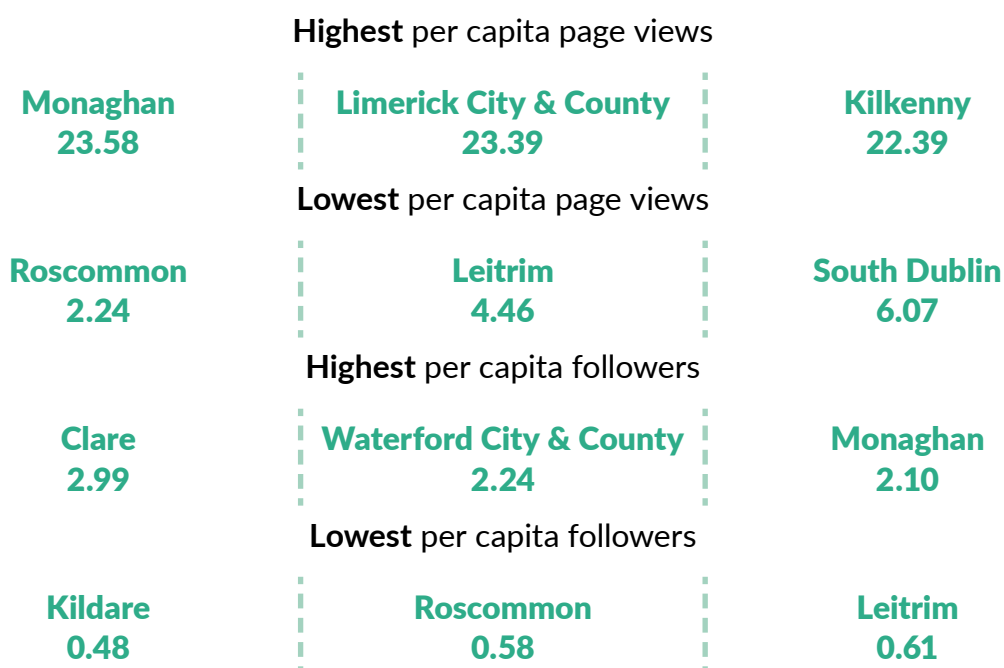 Highest per capita page views
Monaghan Limerick City & County Kilkenny
23.58 23.39 22.39
Lowest per capita page views
Roscommon Leitrim South Dublin
2.24 4.46 6.07
Highest per capita followers
Clare Waterford City & County Monaghan
2.99 2.24 2.10
Lowest per capita followers
Kildare Roscommon Leitrim
0.48 0.58 0.61